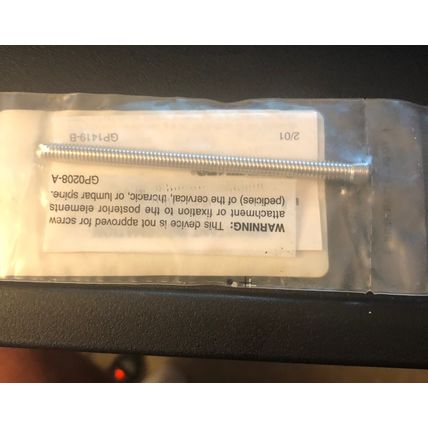 WARNING: This device is not approved for screw
attachment or fixation to the posterior elements
(pedicles) of the cervical, thoracic, or lumbar spine.
GP0208-A
2/01
GP1419-B